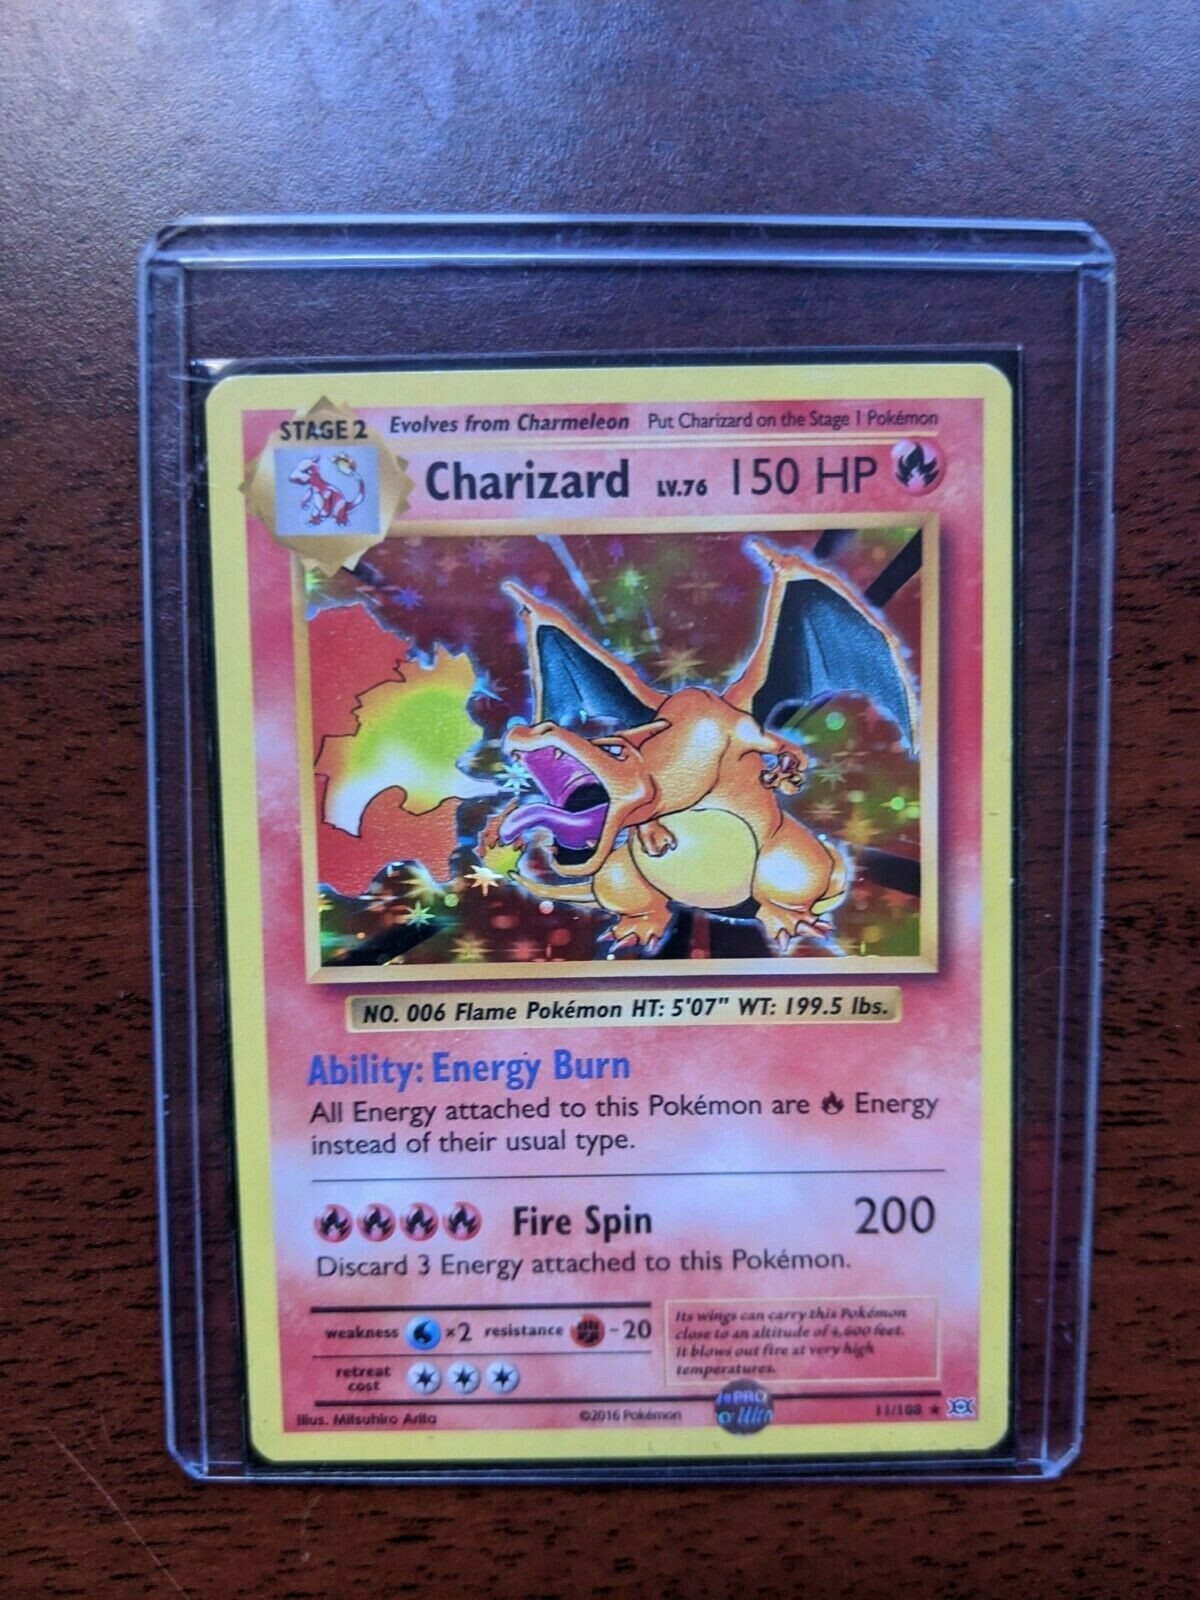 STAGE 2 Evolves from Charmeleon Put Charizard on the Stage 1 Pokémon
Charizard LV.76 150 HP
NO. 006 Flame Pokémon HT: 5'07" WT: 199.5 lbs.
Ability: Energy Burn
All Energy attached to this Pokémon are Energy
instead of their usual type.
Fire Spin 200
Discard 3 Energy attached to this Pokémon.
weakness ×2 resistance -20
retreat
cost
Its wings can carry this Pokémon
close to an altitude of 4,600 feet.
It blows out fire at very high
temperatures.
Illus. Mitsuhiro Arita ©2016 Pokémon 11/108
PRO
Ultra